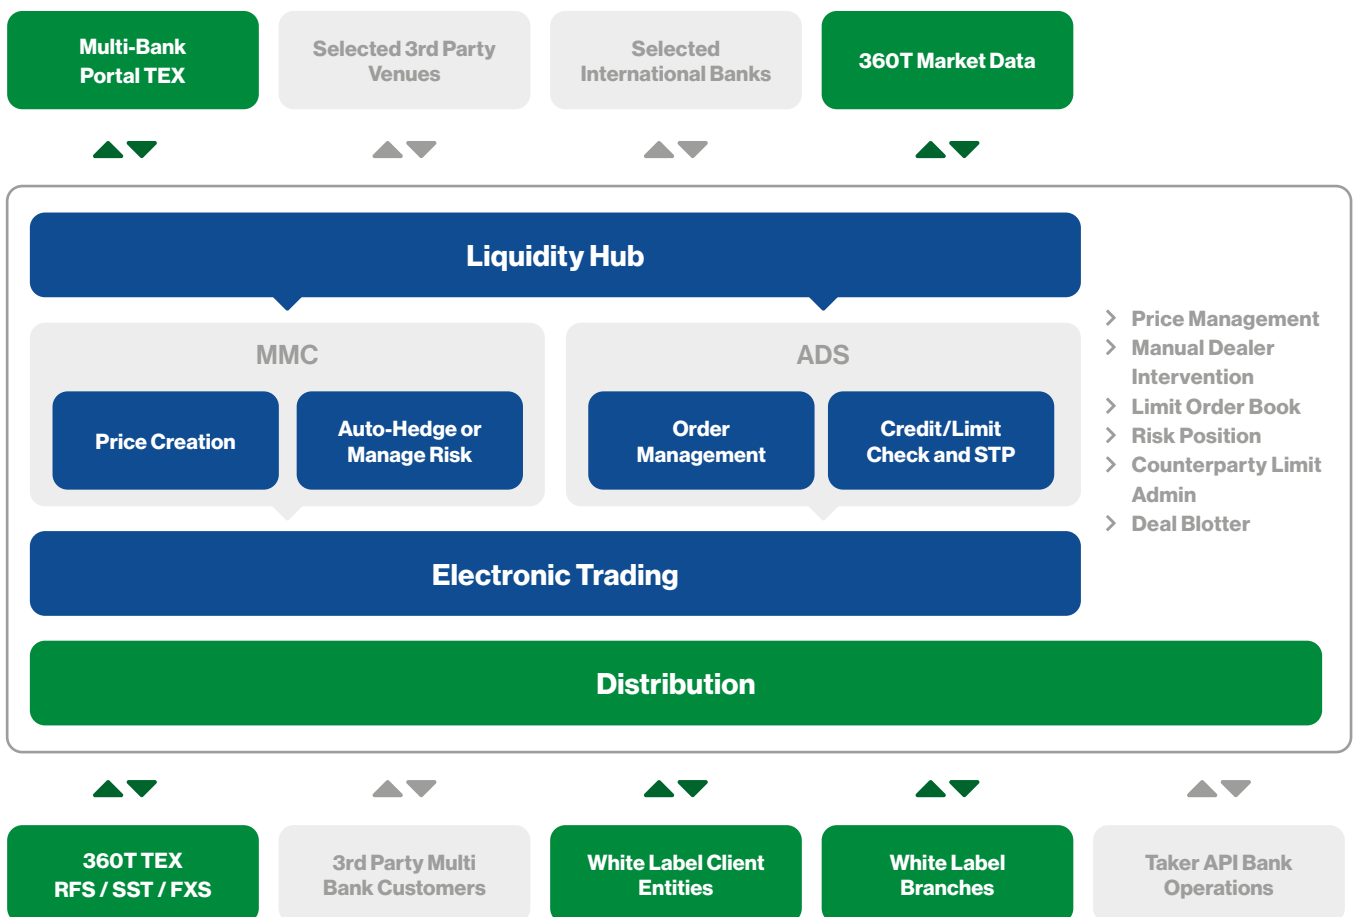 Multi-Bank
Portal TEX
Selected 3rd Party
Venues
Selected
International Banks
360T Market Data
Liquidity Hub
MMC
ADS
Price Creation
Auto-Hedge or
Manage Risk
Order
Management
Credit/Limit
Check and STP
Price Management
Manual Dealer
Intervention
Limit Order Book
Risk Position
Counterparty Limit
Admin
Deal Blotter
Electronic Trading
Distribution
360T TEX
RFS / SST / FXS
3rd Party Multi
Bank Customers
White Label Client
Entities
White Label
Branches
Taker API Bank
Operations